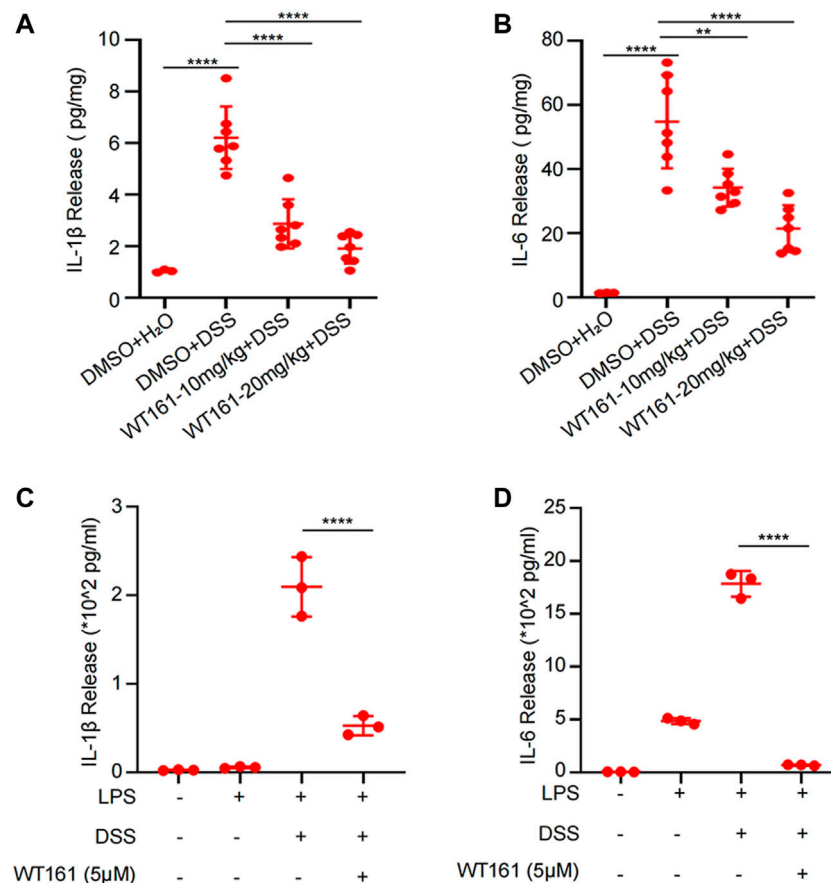 A
****
****
****
IL-1β Release ( pg/mg)
10
8
6
4
2
0
DMSO+H₂O
DMSO+DSS
WT161-10mg/kg+DSS
WT161-20mg/kg+DSS
B
****
**
****
IL-6 Release ( pg/mg)
80
60
40
20
0
DMSO+H₂O
DMSO+DSS
WT161-10mg/kg+DSS
WT161-20mg/kg+DSS
C
****
IL-1β Release (*10^2 pg/ml)
3
2
1
0
LPS - + + +
DSS - - + +
WT161 (5μM) - - - +
D
****
IL-6 Release (*10^2 pg/ml)
25
20
15
10
5
0
LPS - + + +
DSS - - + +
WT161 (5μM) - - - +